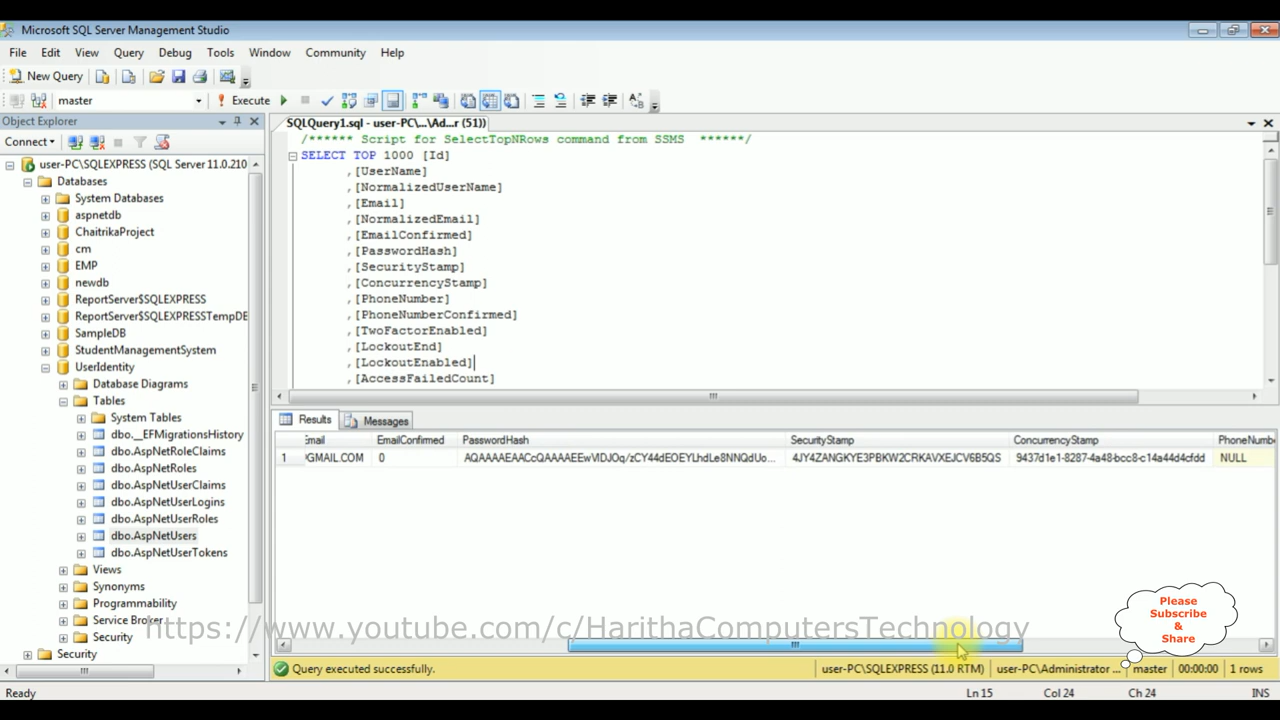 Microsoft SQL Server Management Studio
File Edit View Query Debug Tools Window Community Help
New Query
master Execute
Object Explorer
Connect
user-PC\SQLEXPRESS (SQL Server 11.0.210
Databases
System Databases
aspnetdb
ChaitrikaProject
cm
EMP
newdb
ReportServer$SQLEXPRESS
ReportServer$SQLEXPRESSTempDB
SampleDB
StudentManagementSystem
UserIdentity
Database Diagrams
Tables
System Tables
dbo.__EFMigrationsHistory
dbo.AspNetRoleClaims
dbo.AspNetRoles
dbo.AspNetUserClaims
dbo.AspNetUserLogins
dbo.AspNetUserRoles
dbo.AspNetUsers
dbo.AspNetUserTokens
Views
Synonyms
Programmability
Service Broker
Security
Security
SQLQuery1.sql - user-PC\...\Ad...r (51))
/****** Script for SelectTopNRows command from SSMS ******/
SELECT TOP 1000 [Id]
,[UserName]
,[NormalizedUserName]
,[Email]
,[NormalizedEmail]
,[EmailConfirmed]
,[PasswordHash]
,[SecurityStamp]
,[ConcurrencyStamp]
,[PhoneNumber]
,[PhoneNumberConfirmed]
,[TwoFactorEnabled]
,[LockoutEnd]
,[LockoutEnabled]
,[AccessFailedCount]
Results Messages
Email EmailConfirmed PasswordHash SecurityStamp ConcurrencyStamp PhoneNumbe
1 @GMAIL.COM 0 AQAAAAEAACcQAAAAEEwVIDJOq/zCY44dEOEYLhdLe8NNQdUo... 4JY4ZANGKYE3PBKW2CRKAVXEJCV6B5QS 9437d1e1-8287-4a48-bcc8-c14a44d4cfdd NULL
Please
Subscribe
&
Share
https://www.youtube.com/c/HarithaComputersTechnology
Query executed successfully. user-PC\SQLEXPRESS (11.0 RTM) user-PC\Administrator ... master 00:00:00 1 rows
Ready Ln 15 Col 24 Ch 24 INS